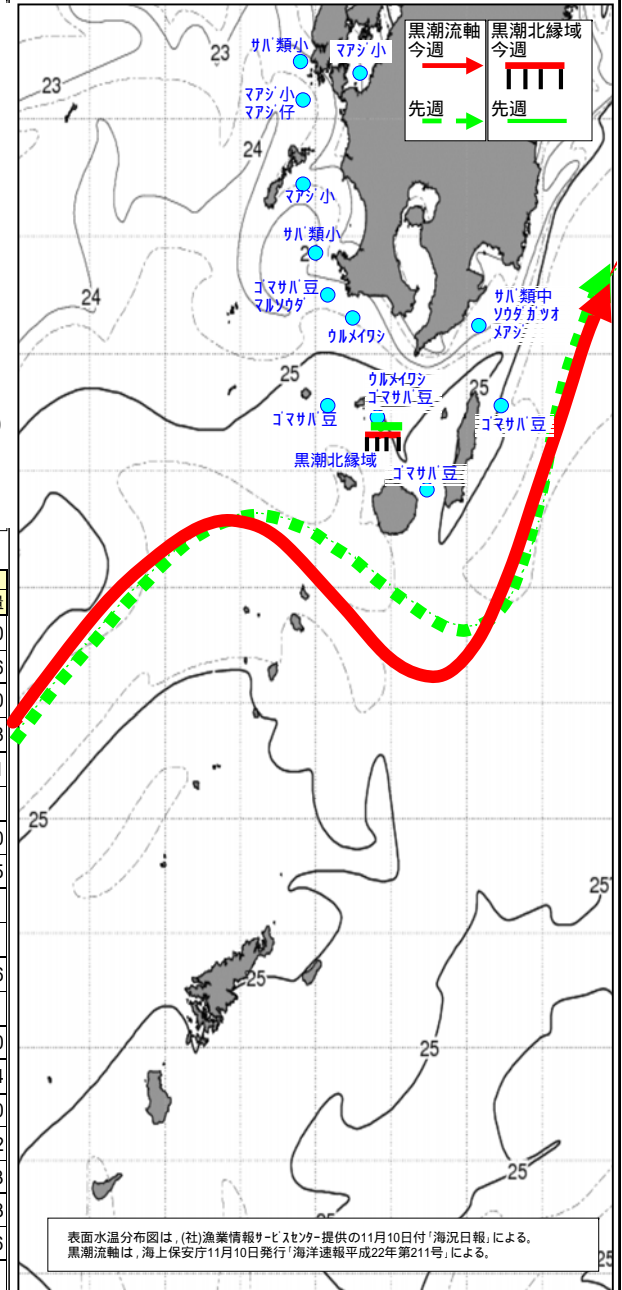 黒潮流軸
今週
先週
黒潮北縁域
今週
先週
サバ類小
マアジ小
マアジ小
マアジ仔
マアジ小
サバ類小
ゴマサバ豆
マルソウダ
ウルメイワシ
サバ類中
ソウダガツオ
メアジ
ウルメイワシ
ゴマサバ豆
ゴマサバ豆
ゴマサバ豆
黒潮北縁域
ゴマサバ豆
23
23
24
24
25
25
25
25
25
25
25
25
表面水温分布図は,(社)漁業情報サービスセンター提供の11月10日付「海況日報」による。
黒潮流軸は,海上保安庁11月10日発行「海洋速報平成22年第211号」による。